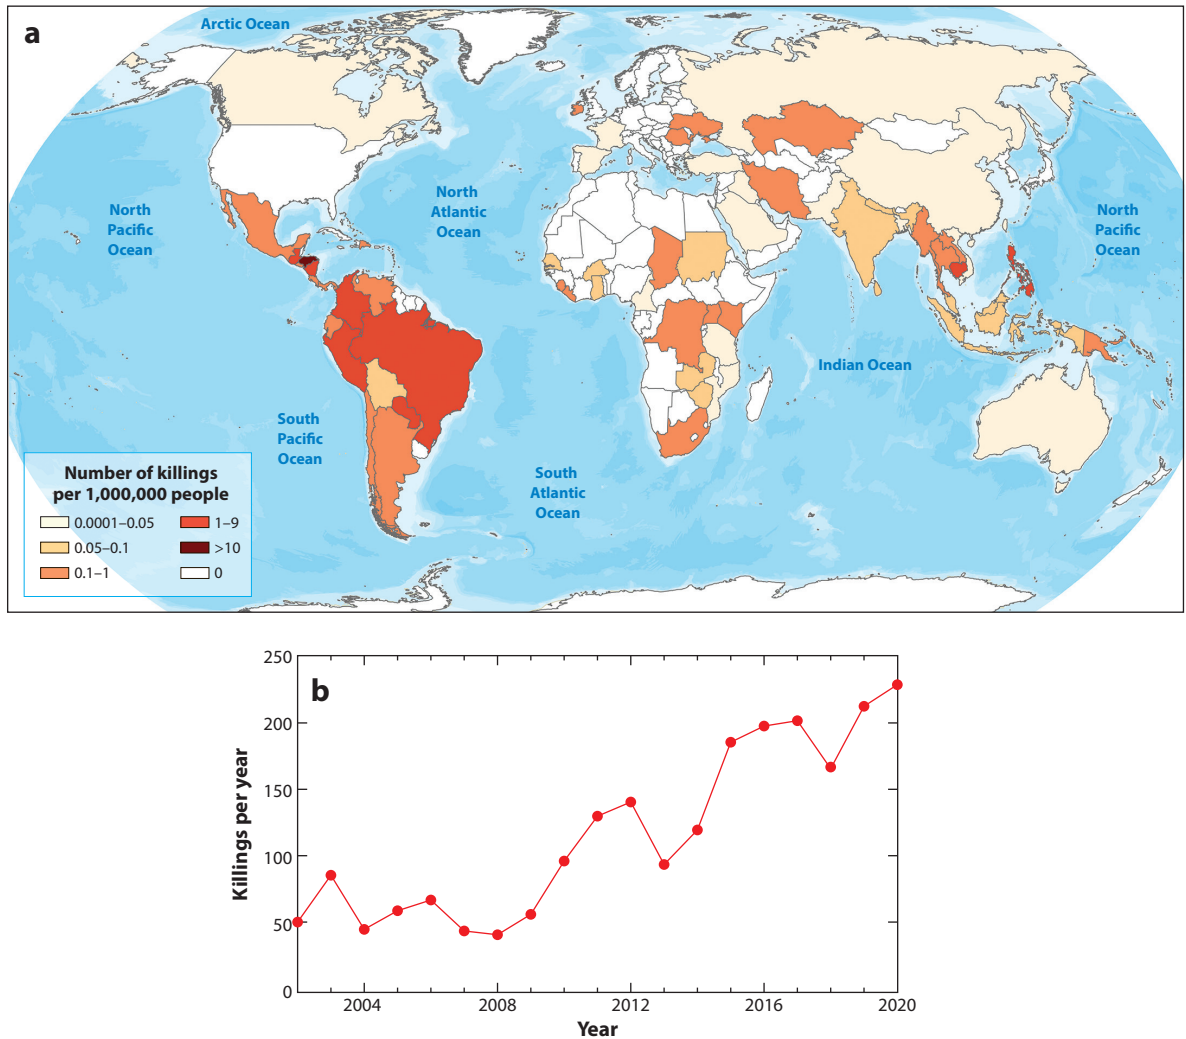 a
Arctic Ocean
North
Pacific
Ocean
North
Atlantic
Ocean
North
Pacific
Ocean
Indian Ocean
South
Pacific
Ocean
South
Atlantic
Ocean
Number of killings
per 1,000,000 people
0.0001–0.05
1–9
0.05–0.1
>10
0.1–1
0
b
250
200
150
100
50
0
Killings per year
2004
2008
2012
2016
2020
Year